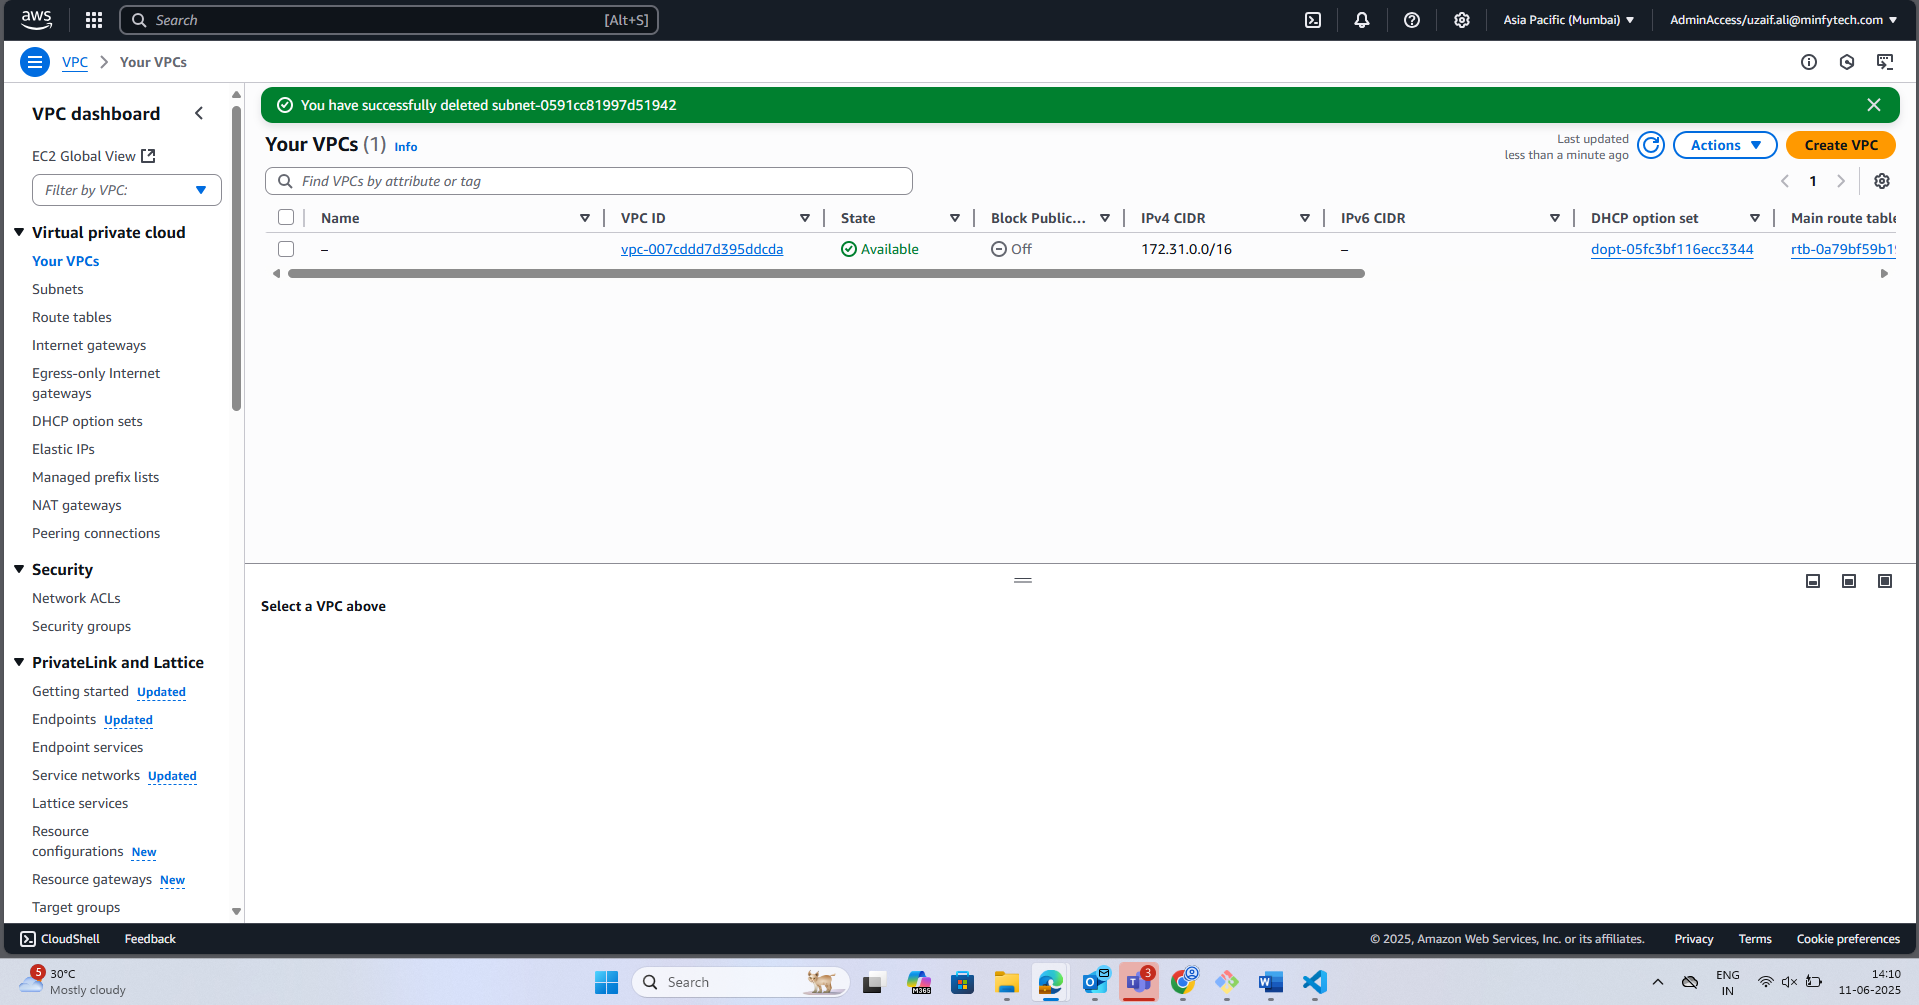 aws
Search [Alt+S]
Asia Pacific (Mumbai)
AdminAccess/uzaif.ali@minfytech.com
VPC
Your VPCs
VPC dashboard
EC2 Global View
Filter by VPC:
Virtual private cloud
Your VPCs
Subnets
Route tables
Internet gateways
Egress-only Internet
gateways
DHCP option sets
Elastic IPs
Managed prefix lists
NAT gateways
Peering connections
Security
Network ACLs
Security groups
PrivateLink and Lattice
Getting started Updated
Endpoints Updated
Endpoint services
Service networks Updated
Lattice services
Resource
configurations New
Resource gateways New
Target groups
You have successfully deleted subnet-0591cc81997d51942
Your VPCs (1) Info
Last updated
less than a minute ago
Actions
Create VPC
Find VPCs by attribute or tag
1
Name VPC ID State Block Public... IPv4 CIDR IPv6 CIDR DHCP option set Main route table
– vpc-007cddd7d395ddcda Available Off 172.31.0.0/16 – dopt-05fc3bf116ecc3344 rtb-0a79bf59b1
Select a VPC above
CloudShell Feedback
© 2025, Amazon Web Services, Inc. or its affiliates. Privacy Terms Cookie preferences
5
30°C
Mostly cloudy
Search
M365
3
ENG
IN
14:10
11-06-2025